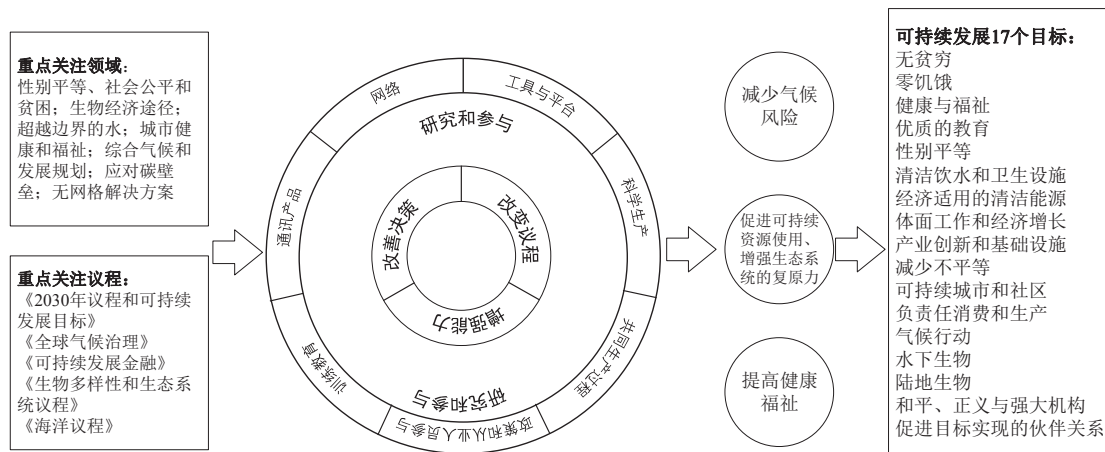 重点关注领域：
性别平等、社会公平和
贫困；生物经济途径；
超越边界的水；城市健
康和福祉；综合气候和
发展规划；应对碳壁
垒；无网格解决方案
重点关注议程：
《2030年议程和可持续
发展目标》
《全球气候治理》
《可持续发展金融》
《生物多样性和生态系
统议程》
《海洋议程》
网络
工具与平台
科学生产
共同生产过程
政策和从业人员参与
训练教育
通讯产品
研究和参与
研究和参与
改善决策
改变议程
增强能力
减少气候
风险
促进可持续
资源使用、
增强生态系
统的复原力
提高健康
福祉
可持续发展17个目标：
无贫穷
零饥饿
健康与福祉
优质的教育
性别平等
清洁饮水和卫生设施
经济适用的清洁能源
体面工作和经济增长
产业创新和基础设施
减少不平等
可持续城市和社区
负责任消费和生产
气候行动
水下生物
陆地生物
和平、正义与强大机构
促进目标实现的伙伴关系